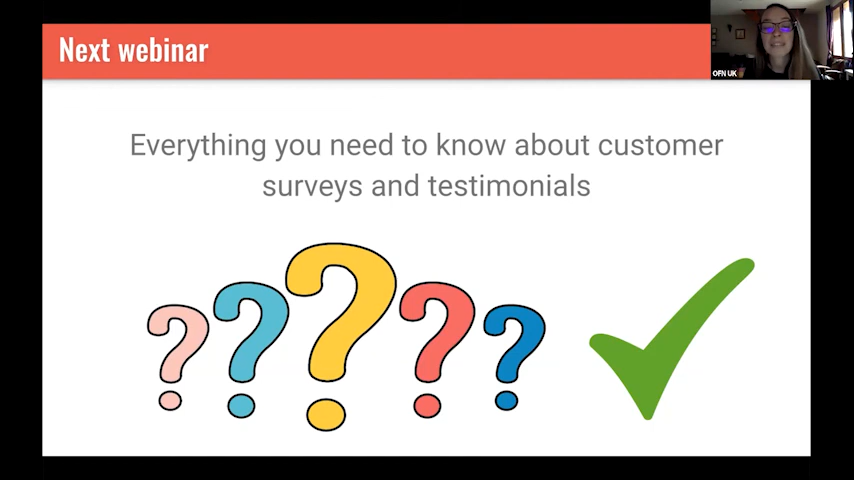 Next webinar
OFN UK
Everything you need to know about customer
surveys and testimonials